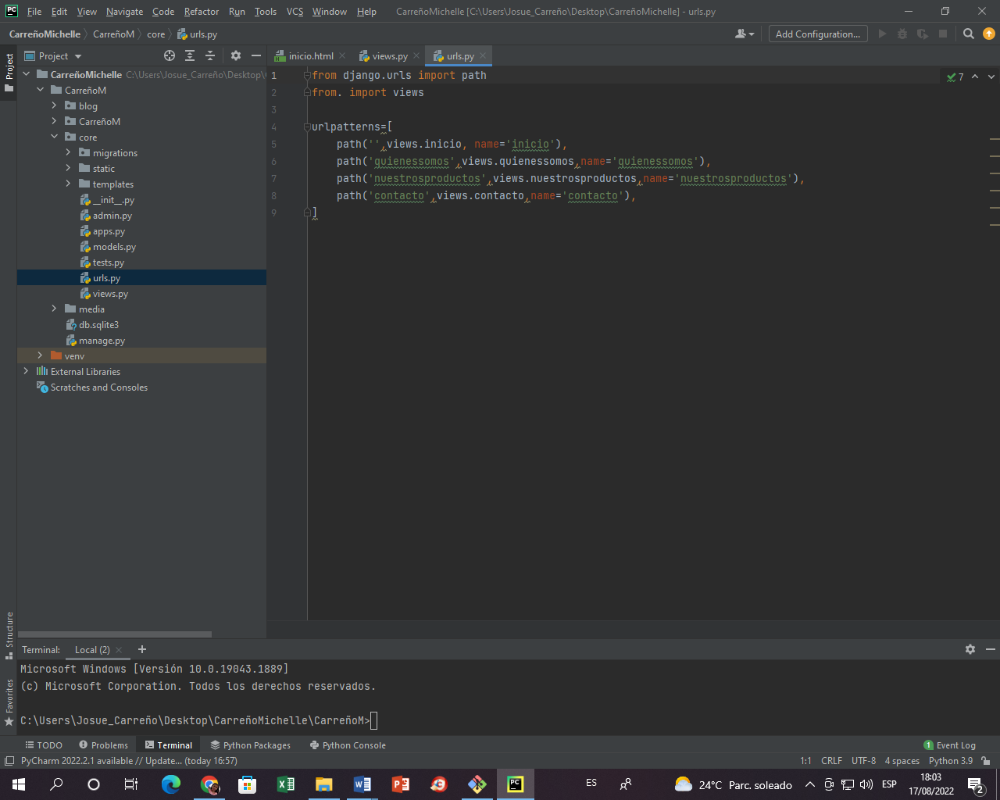 PC File Edit View Navigate Code Refactor Run Tools VCS Window Help CarreñoMichelle [C:\Users\Josue_Carreño\Desktop\CarreñoMichelle] - urls.py
CarreñoMichelle CarreñoM core urls.py Add Configuration...
Project
Project
inicio.html views.py urls.py
CarreñoMichelle C:\Users\Josue_Carreño\Desktop\
CarreñoM
blog
CarreñoM
core
migrations
static
templates
__init__.py
admin.py
apps.py
models.py
tests.py
urls.py
views.py
media
db.sqlite3
manage.py
venv
External Libraries
Scratches and Consoles
7
1 from django.urls import path
2 from. import views
3
4 urlpatterns=[
5 path('',views.inicio, name='inicio'),
6 path('quienessomos',views.quienessomos,name='quienessomos'),
7 path('nuestrosproductos',views.nuestrosproductos,name='nuestrosproductos'),
8 path('contacto',views.contacto,name='contacto'),
9 ]
Structure
Favorites
Terminal: Local (2) +
Microsoft Windows [Versión 10.0.19043.1889]
(c) Microsoft Corporation. Todos los derechos reservados.
C:\Users\Josue_Carreño\Desktop\CarreñoMichelle\CarreñoM>
TODO Problems Terminal Python Packages Python Console 1 Event Log
PyCharm 2022.2.1 available // Update... (today 16:57) 1:1 CRLF UTF-8 4 spaces Python 3.9
PC ES 24°C Parc. soleado ESP 18:03
17/08/2022 2